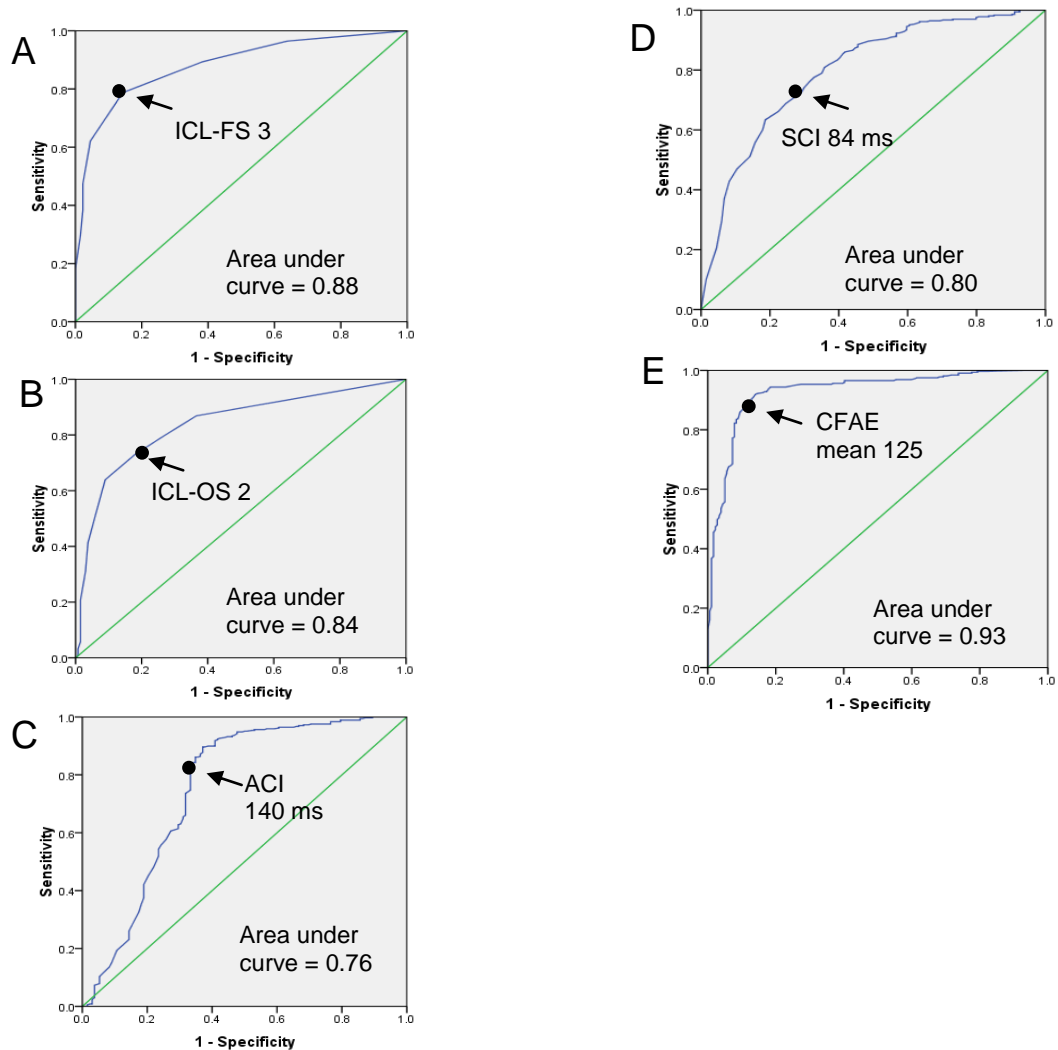 A
1.0
0.8
0.6
0.4
0.2
0.0
0.0 0.2 0.4 0.6 0.8 1.0
Sensitivity
1 - Specificity
ICL-FS 3
Area under
curve = 0.88
B
1.0
0.8
0.6
0.4
0.2
0.0
0.0 0.2 0.4 0.6 0.8 1.0
Sensitivity
1 - Specificity
ICL-OS 2
Area under
curve = 0.84
C
1.0
0.8
0.6
0.4
0.2
0.0
0.0 0.2 0.4 0.6 0.8 1.0
Sensitivity
1 - Specificity
ACI
140 ms
Area under
curve = 0.76
D
1.0
0.8
0.6
0.4
0.2
0.0
0.0 0.2 0.4 0.6 0.8 1.0
Sensitivity
1 - Specificity
SCI 84 ms
Area under
curve = 0.80
E
1.0
0.8
0.6
0.4
0.2
0.0
0.0 0.2 0.4 0.6 0.8 1.0
Sensitivity
1 - Specificity
CFAE
mean 125
Area under
curve = 0.93